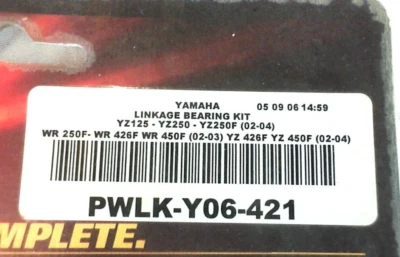 YAMAHA 05 09 06 14:59
LINKAGE BEARING KIT
YZ125 - YZ250 - YZ250F (02-04)
WR 250F- WR 426F WR 450F (02-03) YZ 426F YZ 450F (02-04)
PWLK-Y06-421
MPLETE.